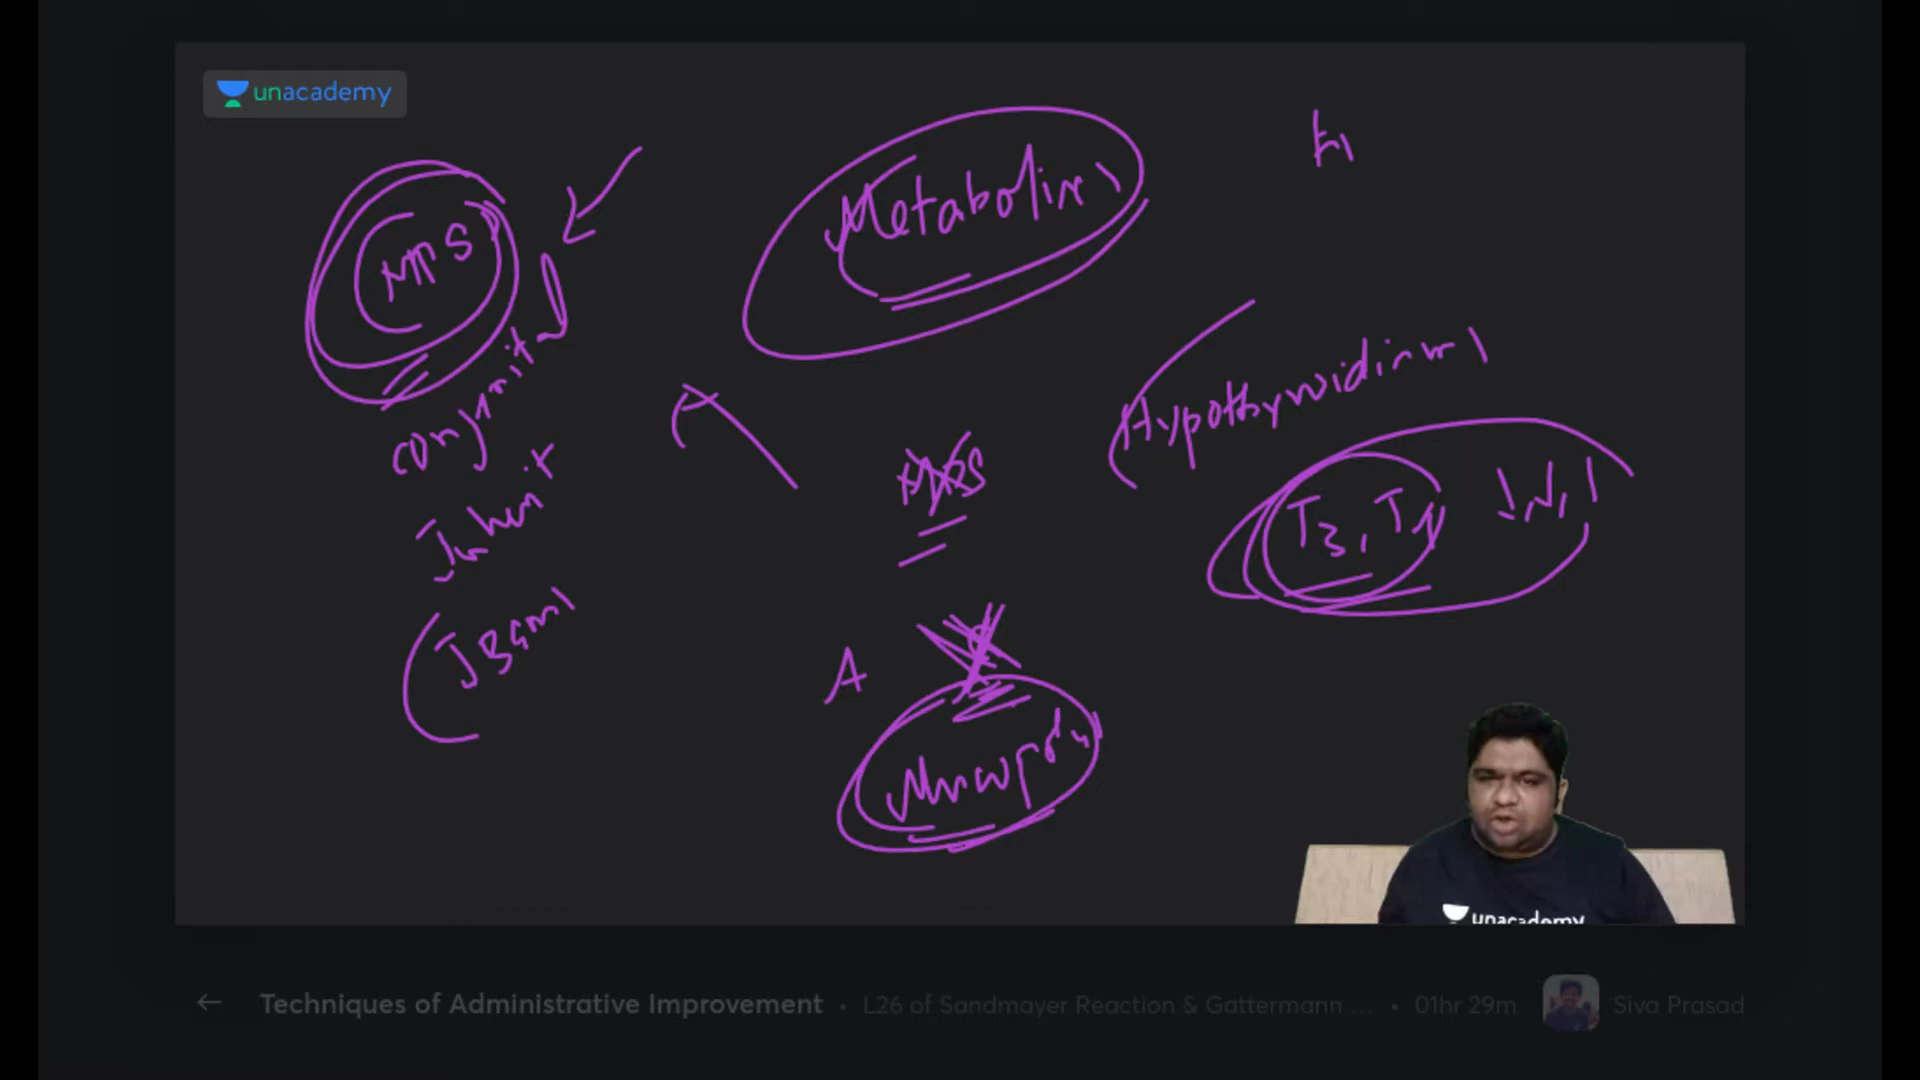 unacademy
MPS
Metabolism
Hypothyroidism
T3, T4
congenital
Inherit
A
unacademy
← Techniques of Administrative Improvement • L26 of Sandmayer Reaction & Gattermann ... • 01hr 29m Siva Prasad